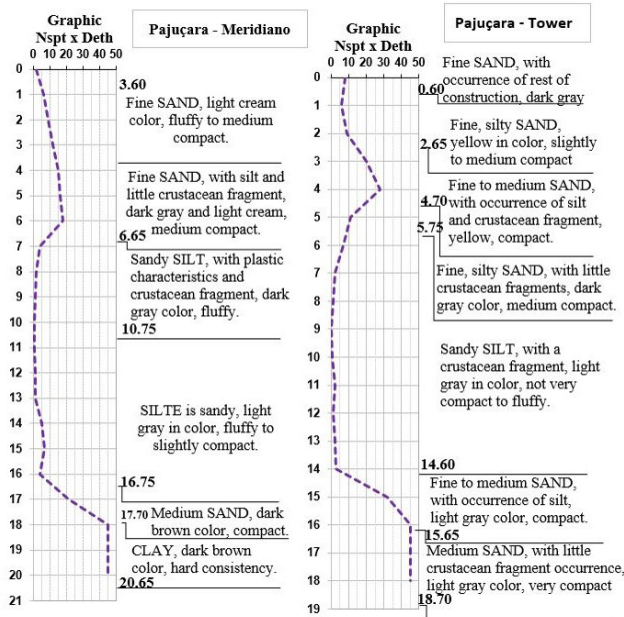 Graphic
Nspt x Deth
0 10 20 30 40 50
Pajuçara - Meridiano
0
1
2
3
4
5
6
7
8
9
10
11
12
13
14
15
16
17
18
19
20
21
3.60
Fine SAND, light cream
color, fluffy to medium
compact.
Fine SAND, with silt and
little crustacean fragment,
dark gray and light cream,
medium compact.
6.65
Sandy SILT, with plastic
characteristics and
crustacean fragment, dark
gray color, fluffy.
10.75
SILTE is sandy, light
gray in color, fluffy to
slightly compact.
16.75
17.70 Medium SAND, dark
brown color, compact.
CLAY, dark brown
color, hard consistency.
20.65
Graphic
Nspt x Deth
0 10 20 30 40 50
Pajuçara - Tower
0
1
2
3
4
5
6
7
8
9
10
11
12
13
14
15
16
17
18
19
Fine SAND, with
occurrence of rest of
0.60
construction, dark gray
Fine, silty SAND,
yellow in color, slightly
2.65
to medium compact
Fine to medium SAND,
4.70
with occurrence of silt
and crustacean fragment,
5.75
yellow, compact.
Fine, silty SAND, with little
crustacean fragments, dark
gray color, medium compact.
Sandy SILT, with a
crustacean fragment, light
gray in color, not very
compact to fluffy.
14.60
Fine to medium SAND,
with occurrence of silt,
light gray color, compact.
15.65
Medium SAND, with little
crustacean fragment occurrence,
light gray color, very compact
18.70